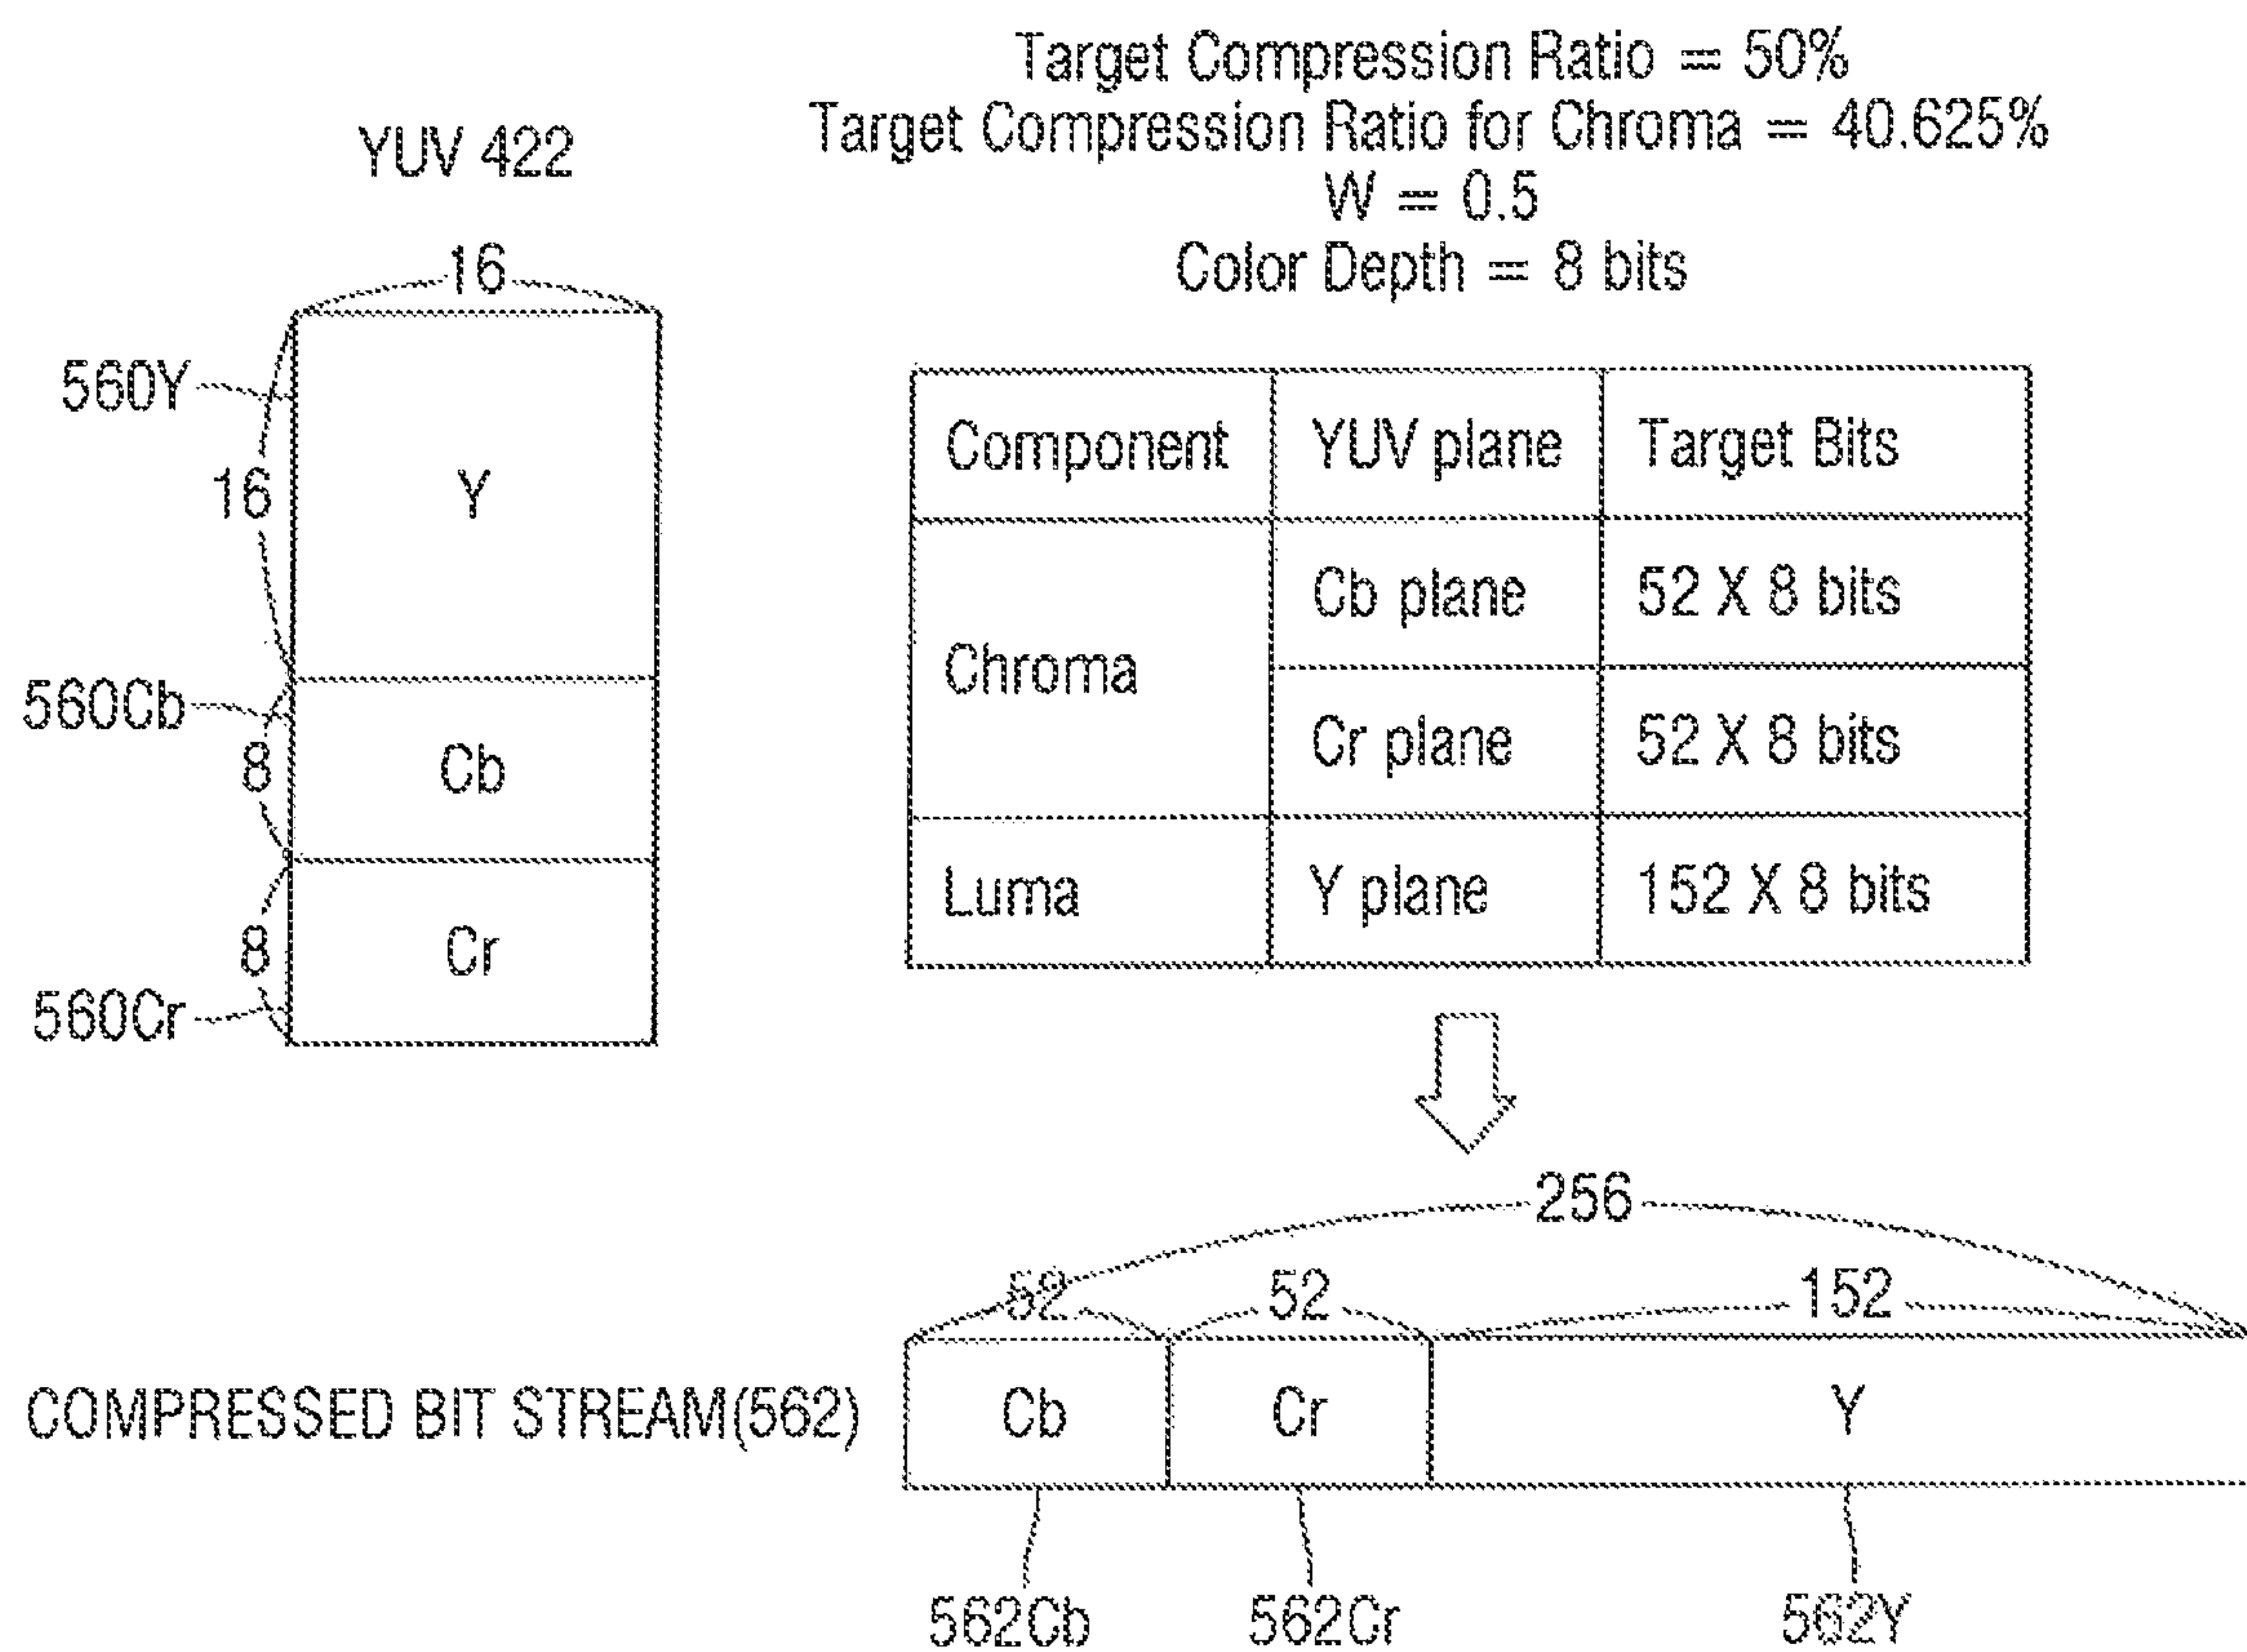 Target Compression Ratio = 50%
Target Compression Ratio for Chroma = 40.625%
W = 0.5
Color Depth = 8 bits
YUV 422
16
560Y
16
Y
560Cb
8
Cb
8
Cr
560Cr
Component YUV plane Target Bits
Chroma
Cb plane 52 X 8 bits
Cr plane 52 X 8 bits
Luma Y plane 152 X 8 bits
256
52 52 152
COMPRESSED BIT STREAM(562) Cb Cr Y
562Cb 562Cr 562Y